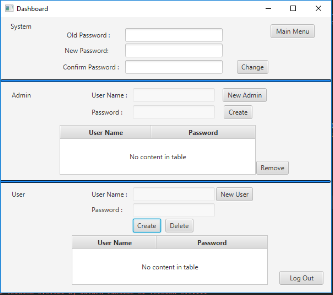 Dashboard
System
Old Password :
Main Menu
New Password:
Confirm Password :
Change
Admin
User Name :
New Admin
Password :
Create
User Name Password
No content in table
Remove
User
User Name :
New User
Password :
Create Delete
User Name Password
No content in table
Log Out